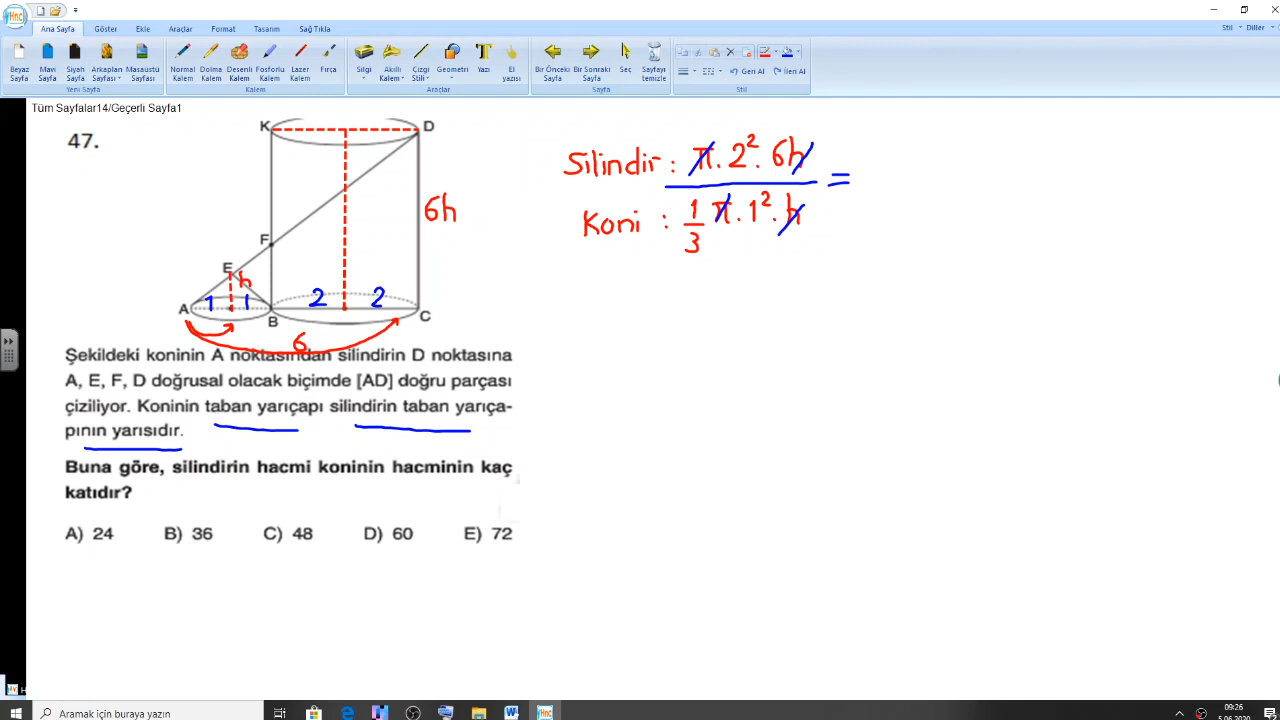 Ana Sayfa Göster Ekle Araçlar Format Tasarım Sağ Tıkla
Stil Diller
Beyaz Sayfa Mavi Sayfa Siyah Sayfa Arkaplan Sayfası Masaüstü Sayfası
Normal Kalem Dolma Kalem Desenli Kalem Fosforlu Kalem Lazer Kalem Fırça
Silgi Akıllı Kalem Çizgi Stili Geometri Yazı El yazısı
Bir Önceki Sayfa Bir Sonraki Sayfa Seç Sayfayı temizle
Geri Al İleri Al
Yeni Sayfa Kalem Araçlar Sayfa Stil
Tüm Sayfalar14/Geçerli Sayfa1
47.
K D
6h
F
E h
A 1 1 2 2
B C
6
Silindir : π . 2² . 6h =
Koni : 1/3 π . 1² . h
Şekildeki koninin A noktasından silindirin D noktasına
A, E, F, D doğrusal olacak biçimde [AD] doğru parçası
çiziliyor. Koninin taban yarıçapı silindirin taban yarıça-
pının yarısıdır.
Buna göre, silindirin hacmi koninin hacminin kaç
katıdır?
A) 24 B) 36 C) 48 D) 60 E) 72
Aramak için buraya yazın
09:26
5.06.2020